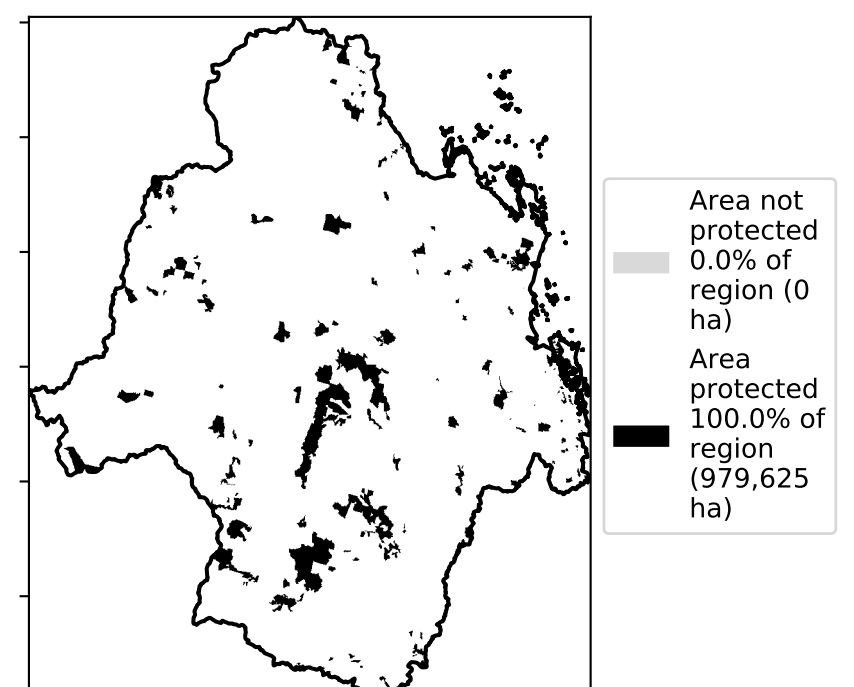 Area not
protected
0.0% of
region (0
ha)
Area
protected
100.0% of
region
(979,625
ha)